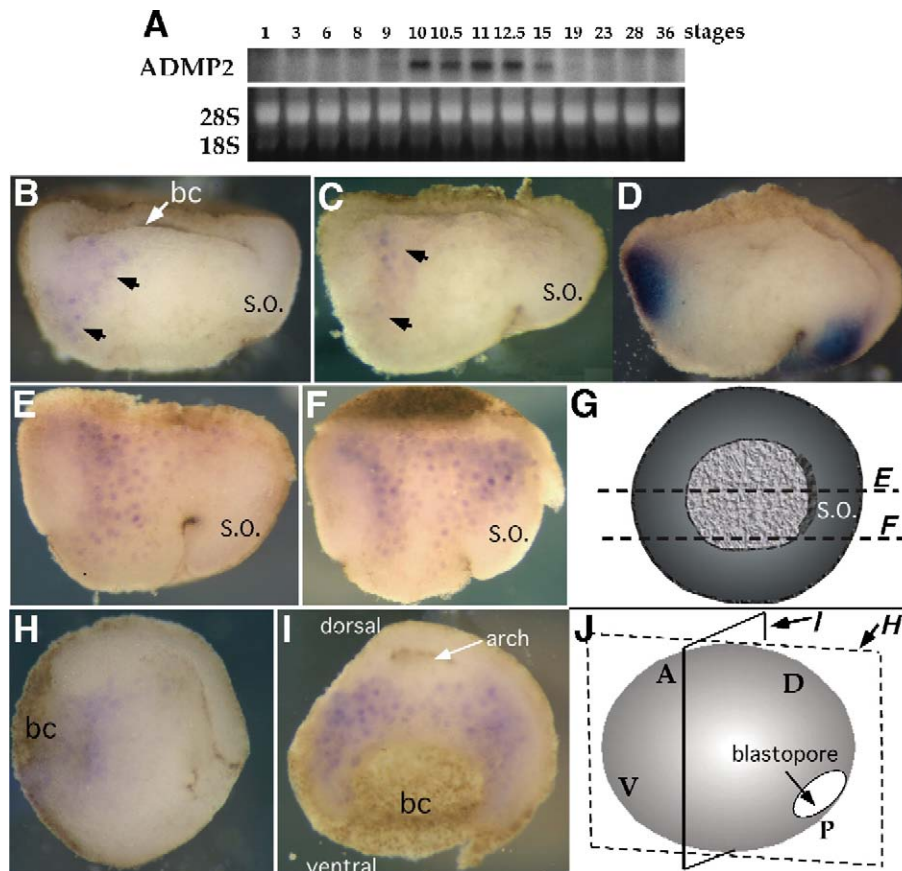 A
1 3 6 8 9 10 10.5 11 12.5 15 19 23 28 36 stages
ADMP2
28S
18S
B
bc
S.O.
C
S.O.
D
E
S.O.
F
S.O.
G
E
S.O.
F
H
bc
I
dorsal
arch
bc
ventral
J
I
H
A
D
blastopore
V
P